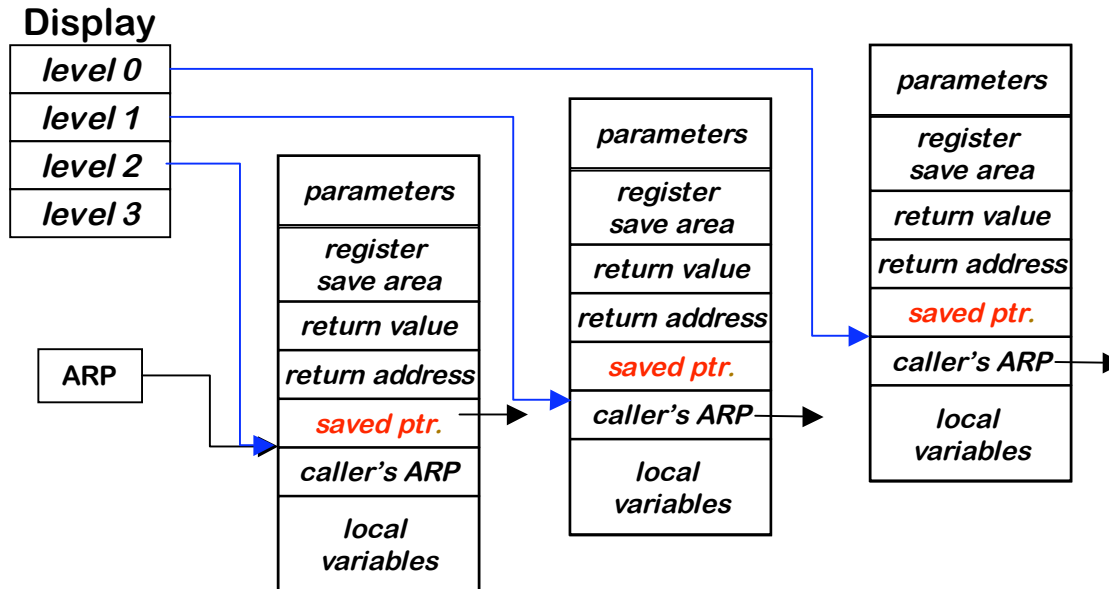 Display
level 0
level 1
level 2
level 3
ARP
parameters
register
save area
return value
return address
saved ptr.
caller's ARP
local
variables
parameters
register
save area
return value
return address
saved ptr.
caller's ARP
local
variables
parameters
register
save area
return value
return address
saved ptr.
caller's ARP
local
variables